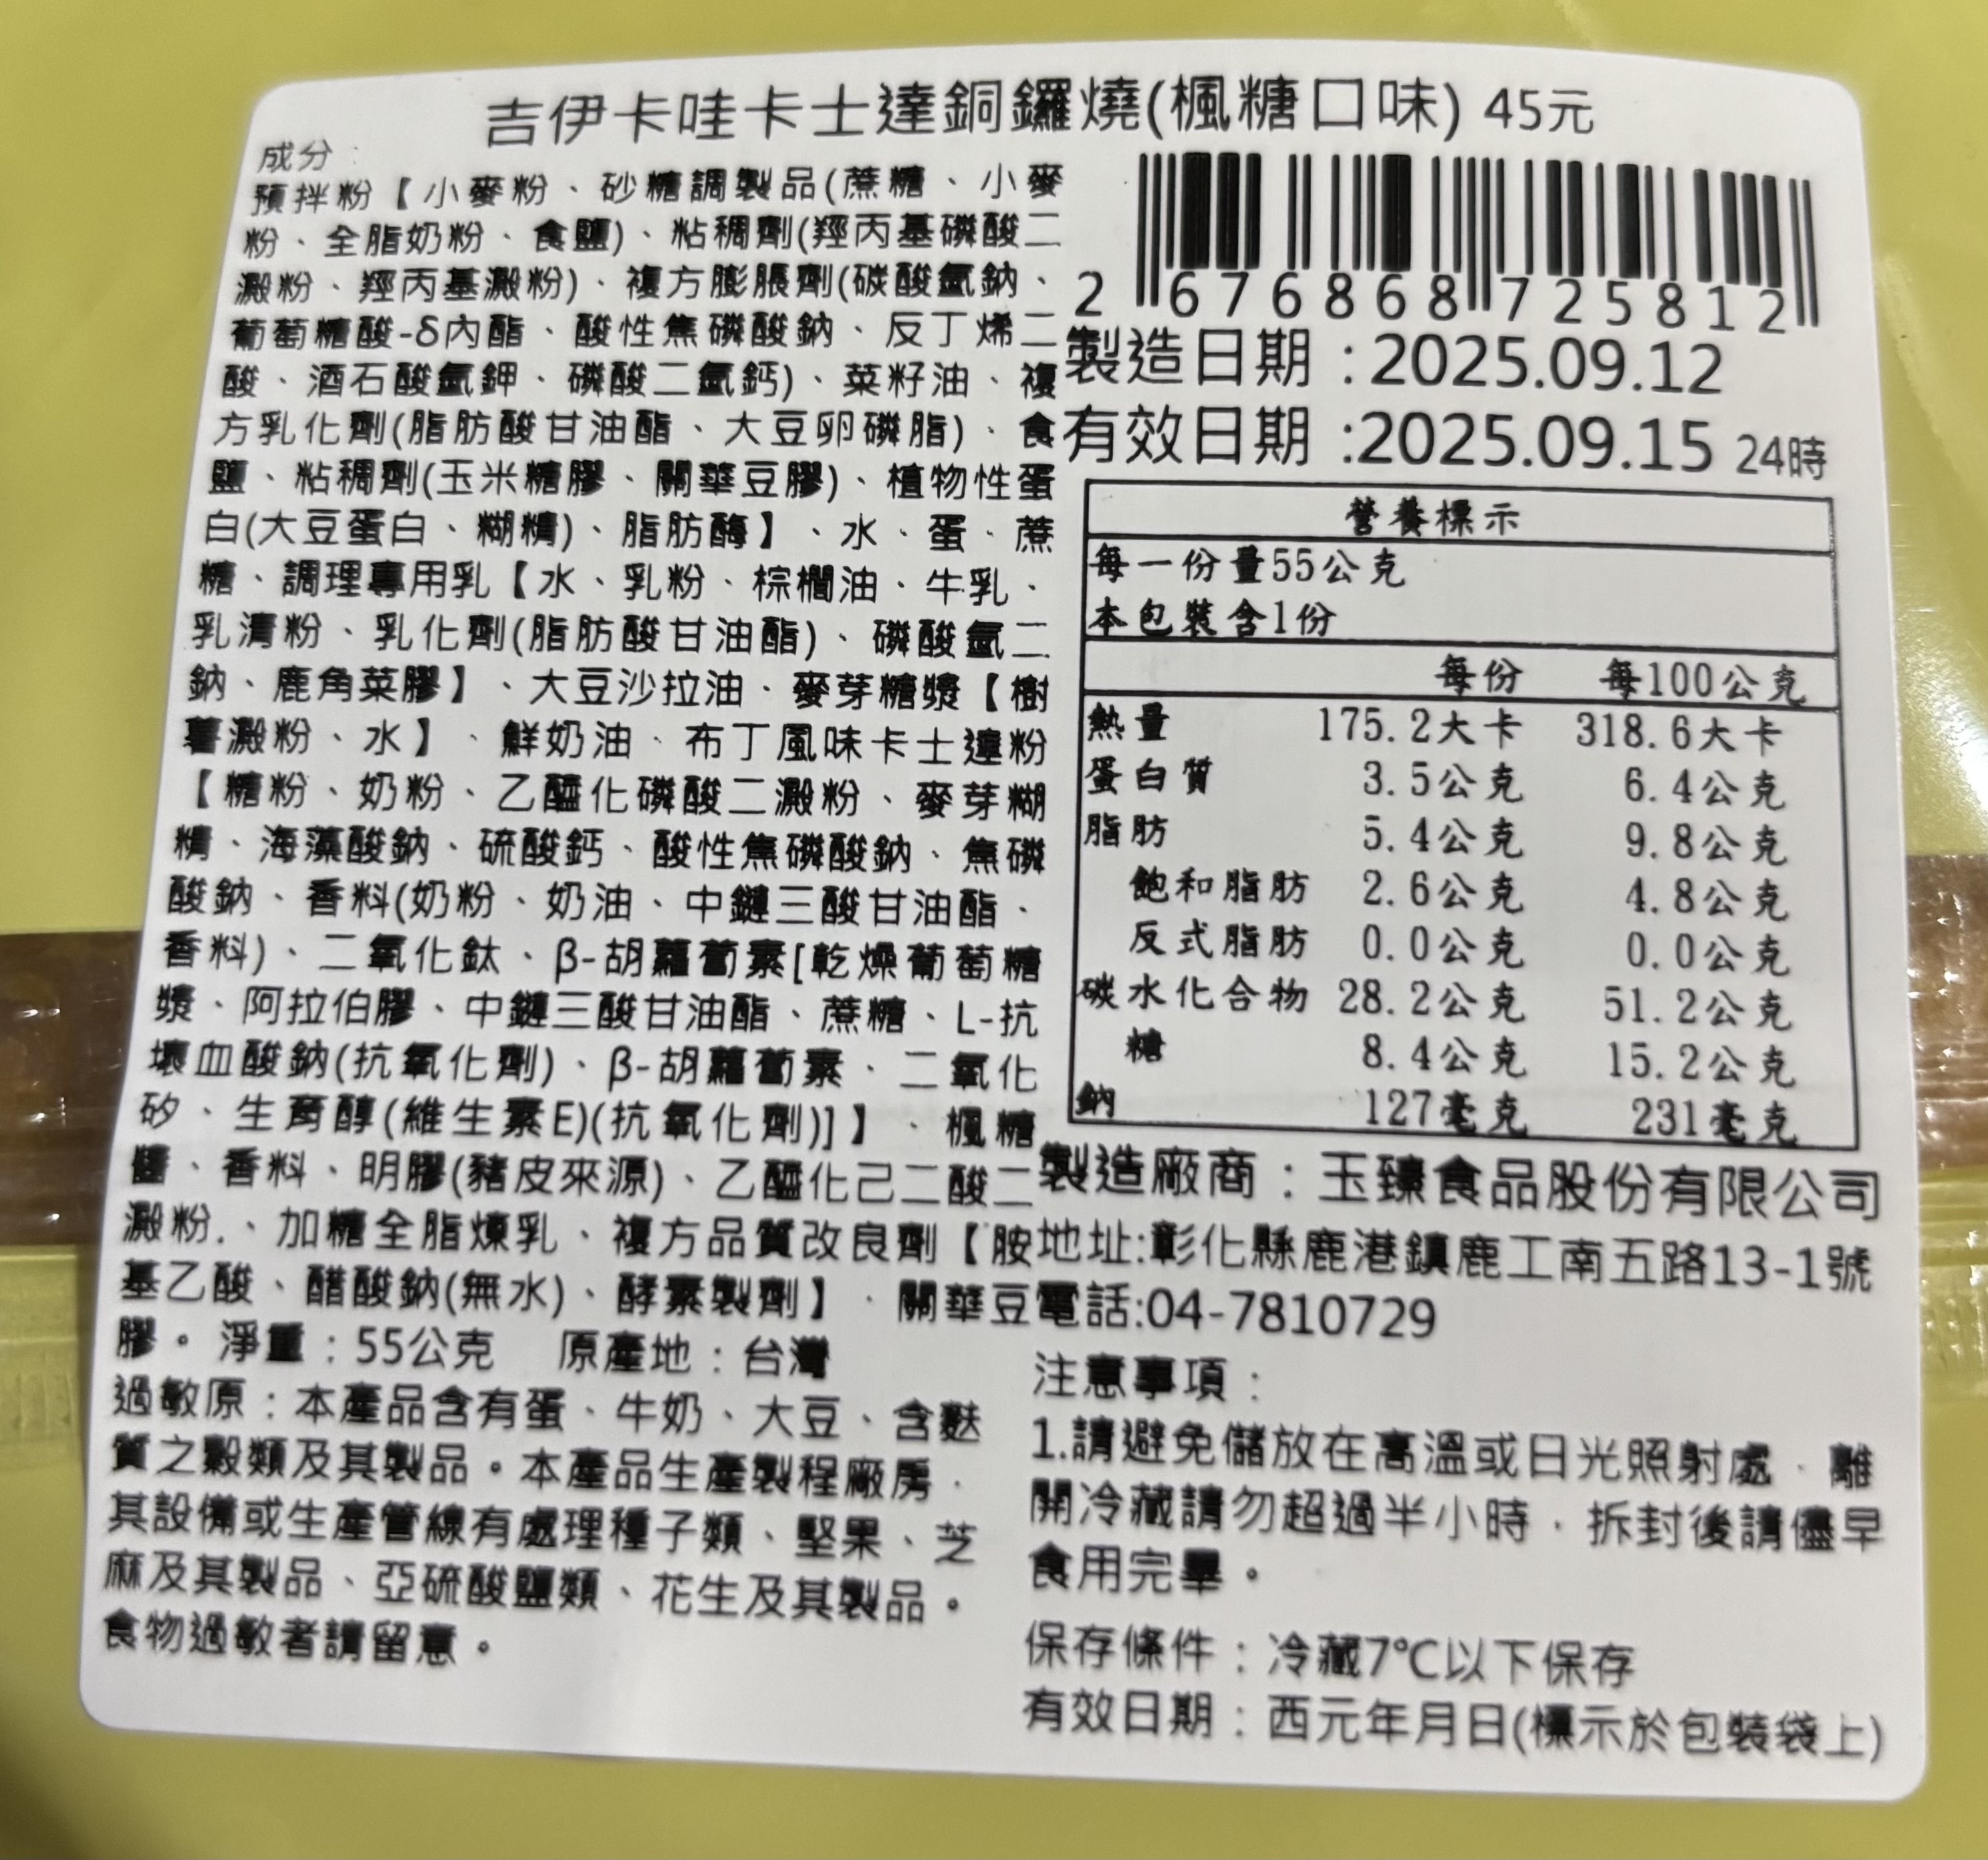 吉伊卡哇卡士達銅鑼燒(楓糖口味) 45元
成分:
預拌粉【小麥粉、砂糖調製品(蔗糖、小麥
粉、全脂奶粉、食鹽)、粘稠劑(羥丙基磷酸二
澱粉、羥丙基澱粉)、複方膨脹劑(碳酸氫鈉、
葡萄糖酸-δ內酯、酸性焦磷酸鈉、反丁烯二
酸、酒石酸氫鉀、磷酸二氫鈣)、菜籽油、複
方乳化劑(脂肪酸甘油酯、大豆卵磷脂)、食
鹽、粘稠劑(玉米糖膠、關華豆膠)、植物性蛋
白(大豆蛋白、糊精)、脂肪酶】、水、蛋、蔗
糖、調理專用乳【水、乳粉、棕櫚油、牛乳、
乳清粉、乳化劑(脂肪酸甘油酯)、磷酸氫二
鈉、鹿角菜膠】、大豆沙拉油、麥芽糖漿【樹
薯澱粉、水】、鮮奶油、布丁風味卡士達粉
【糖粉、奶粉、乙醯化磷酸二澱粉、麥芽糊
精、海藻酸鈉、硫酸鈣、酸性焦磷酸鈉、焦磷
酸鈉、香料(奶粉、奶油、中鏈三酸甘油酯、
香料)、二氧化鈦、β-胡蘿蔔素[乾燥葡萄糖
漿、阿拉伯膠、中鏈三酸甘油酯、蔗糖、L-抗
壞血酸鈉(抗氧化劑)、β-胡蘿蔔素、二氧化
矽、生育醇(維生素E)(抗氧化劑)]】、楓糖
醬、香料、明膠(豬皮來源)、乙醯化己二酸二
澱粉.、加糖全脂煉乳、複方品質改良劑【胺
基乙酸、醋酸鈉(無水)、酵素製劑】、關華豆
膠。淨重:55公克 原產地:台灣
過敏原:本產品含有蛋、牛奶、大豆、含麩
質之穀類及其製品。本產品生產製程廠房,
其設備或生產管線有處理種子類、堅果、芝
麻及其製品、亞硫酸鹽類、花生及其製品。
食物過敏者請留意。
2 676868 725812
製造日期:2025.09.12
有效日期:2025.09.15 24時
營養標示
每一份量55公克
本包裝含1份
每份 每100公克
熱量 175.2大卡 318.6大卡
蛋白質 3.5公克 6.4公克
脂肪 5.4公克 9.8公克
飽和脂肪 2.6公克 4.8公克
反式脂肪 0.0公克 0.0公克
碳水化合物 28.2公克 51.2公克
糖 8.4公克 15.2公克
鈉 127毫克 231毫克
製造廠商:玉臻食品股份有限公司
地址:彰化縣鹿港鎮鹿工南五路13-1號
電話:04-7810729
注意事項:
1.請避免儲放在高溫或日光照射處,離
開冷藏請勿超過半小時,拆封後請儘早
食用完畢。
保存條件:冷藏7℃以下保存
有效日期:西元年月日(標示於包裝袋上)